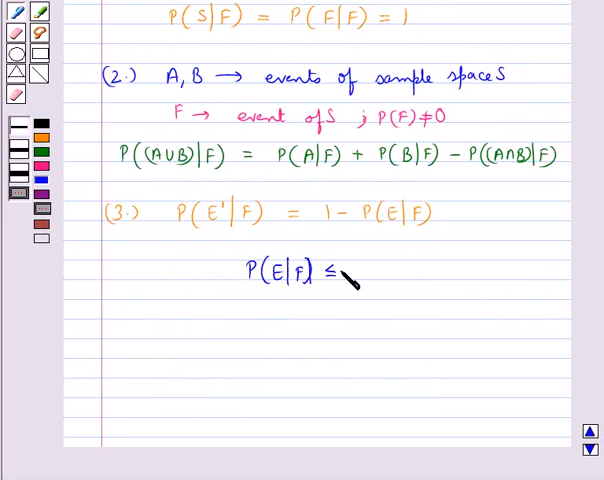 P(S|F) = P(F|F) = 1
(2.) A, B → events of sample space S
F → event of S ; P(F) ≠ 0
P((A∪B)|F) = P(A|F) + P(B|F) - P((A∩B)|F)
(3.) P(E'|F) = 1 - P(E|F)
P(E|F) ≤